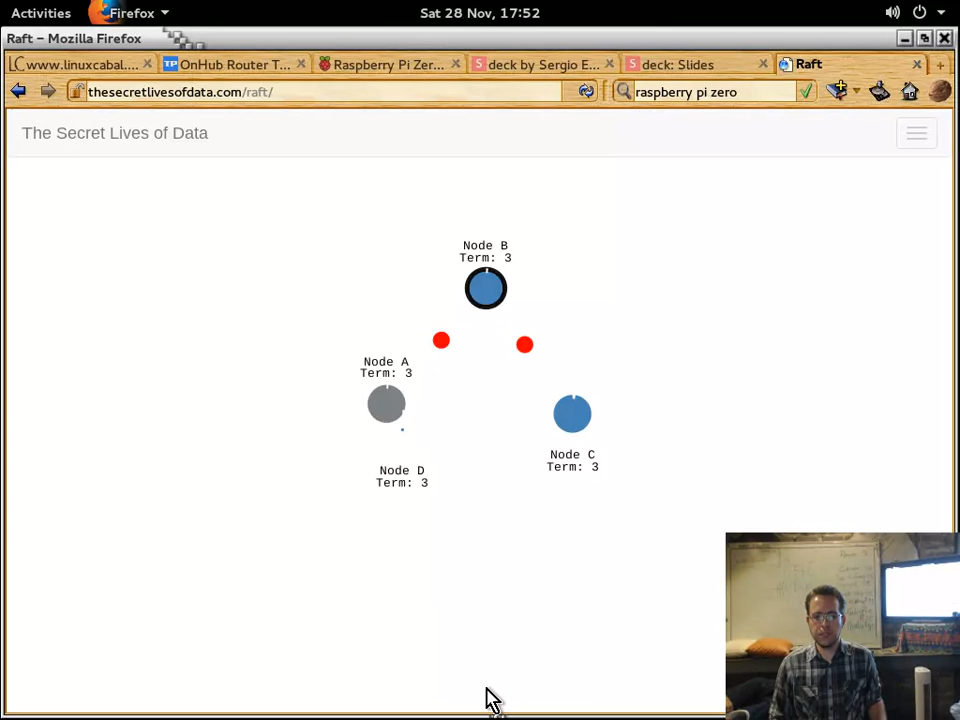 Activities Firefox Sat 28 Nov, 17:52
Raft – Mozilla Firefox
www.linuxcabal.... OnHub Router T... Raspberry Pi Zer... deck by Sergio E... deck: Slides Raft
thesecretlivesofdata.com/raft/ raspberry pi zero
The Secret Lives of Data
Node B
Term: 3
Node A
Term: 3
Node C
Term: 3
Node D
Term: 3